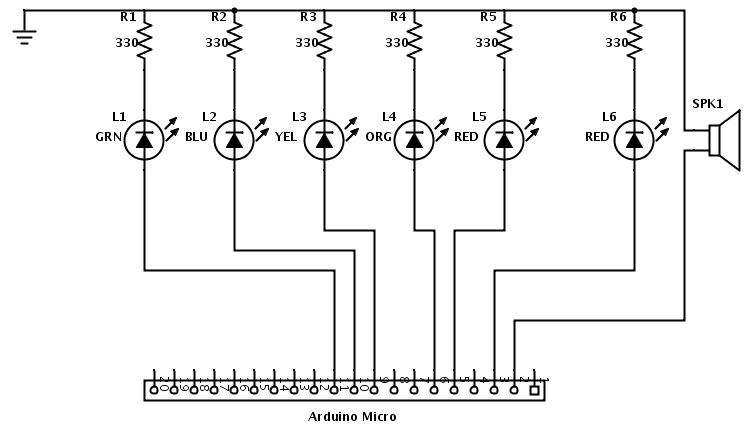 R1 R2 R3 R4 R5 R6
330 330 330 330 330 330
SPK1
L1 L2 L3 L4 L5 L6
GRN BLU YEL ORG RED RED
20 19 18 17 16 15 14 13 12 11 10 9 8 7 6 5 4 3 2 1
Arduino Micro